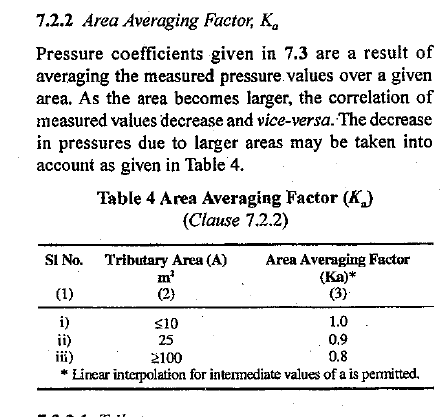 7.2.2 Area Averaging Factor, Ka
Pressure coefficients given in 7.3 are a result of
averaging the measured pressure values over a given
area. As the area becomes larger, the correlation of
measured values decrease and vice-versa. The decrease
in pressures due to larger areas may be taken into
account as given in Table 4.
Table 4 Area Averaging Factor (Ka)
(Clause 7.2.2)
Sl No. Tributary Area (A) Area Averaging Factor
m² (Ka)*
(1) (2) (3)
i) ≤10 1.0
ii) 25 0.9
iii) ≥100 0.8
* Linear interpolation for intermediate values of a is permitted.